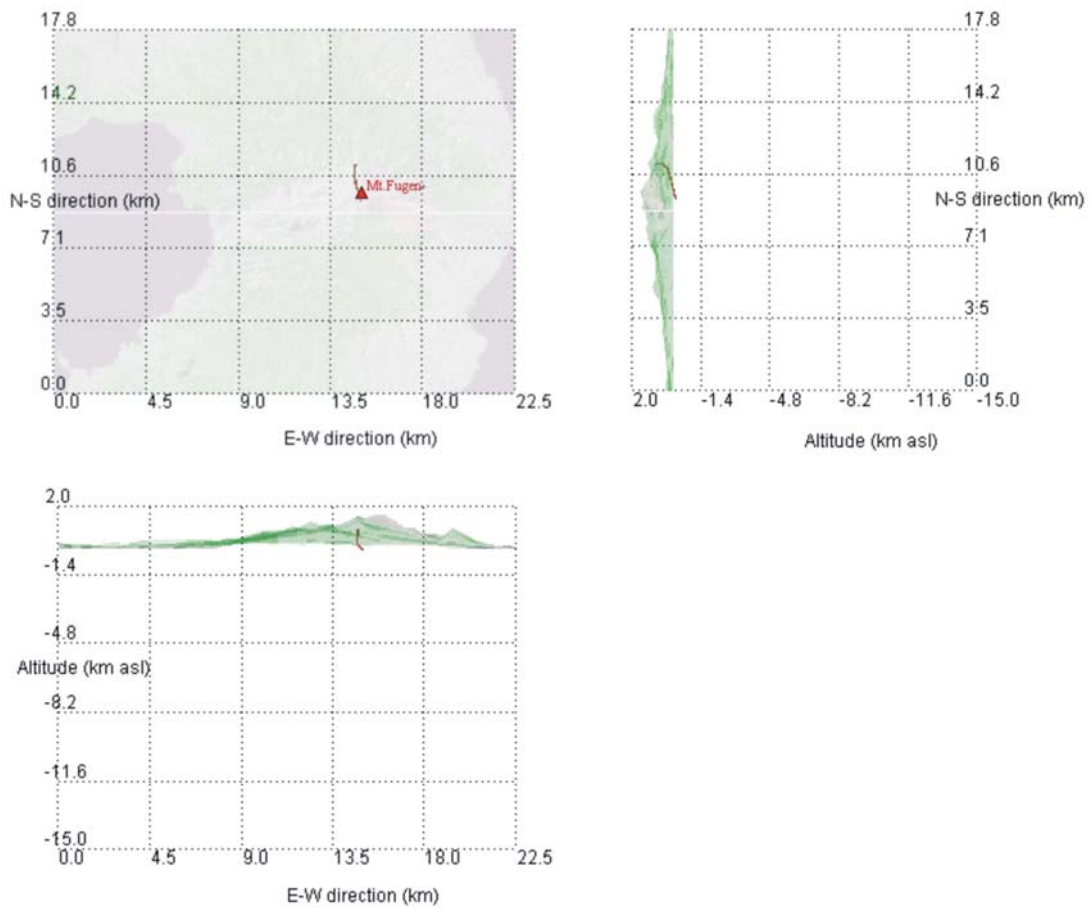 17.8
14.2
10.6
Mt.Fugen
N-S direction (km)
7.1
3.5
0.0
0.0 4.5 9.0 13.5 18.0 22.5
E-W direction (km)
17.8
14.2
10.6
N-S direction (km)
7.1
3.5
0.0
2.0 -1.4 -4.8 -8.2 -11.6 -15.0
Altitude (km asl)
2.0
-1.4
-4.8
Altitude (km asl)
-8.2
-11.6
-15.0
0.0 4.5 9.0 13.5 18.0 22.5
E-W direction (km)